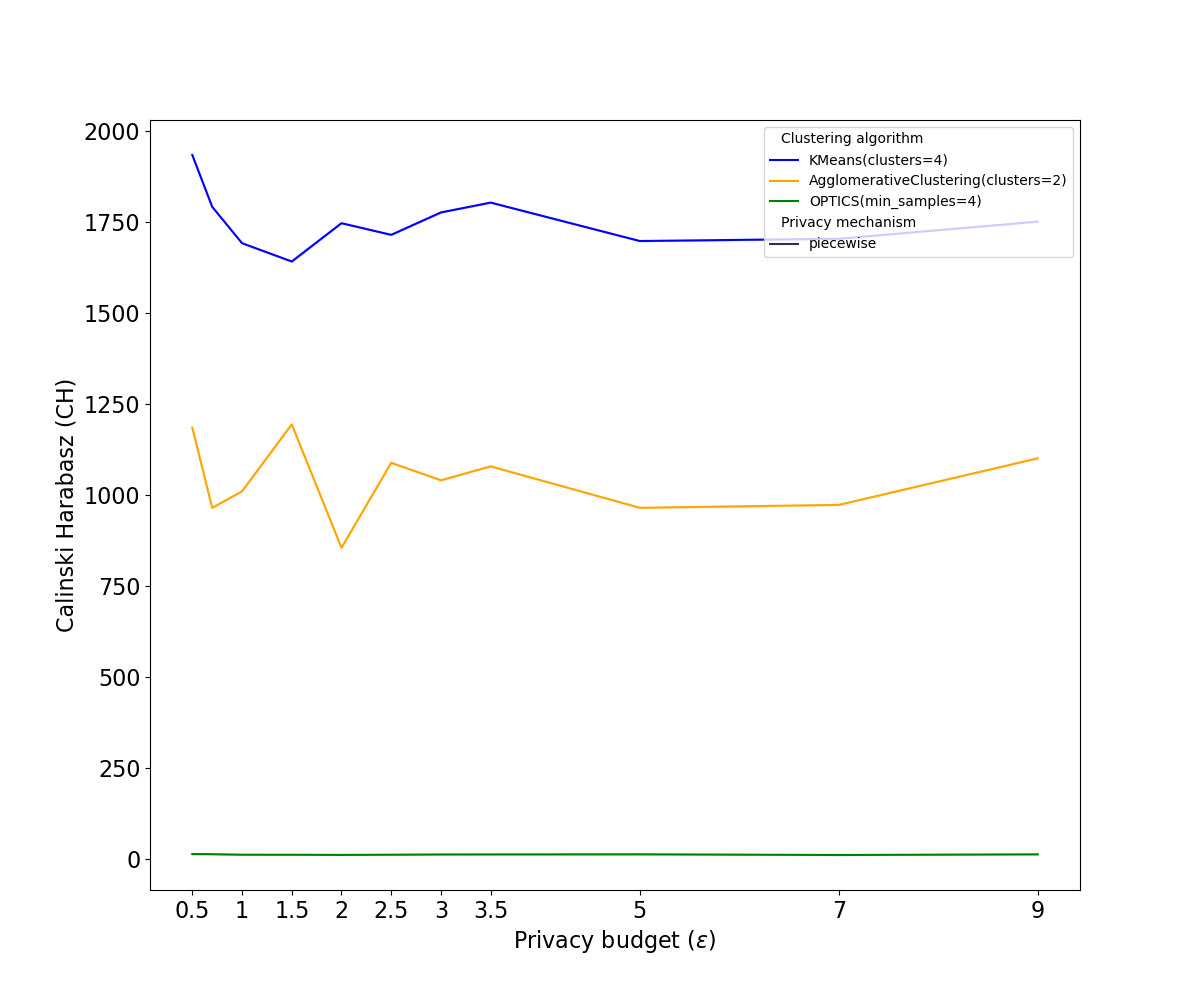 Clustering algorithm
KMeans(clusters=4)
AgglomerativeClustering(clusters=2)
OPTICS(min_samples=4)
Privacy mechanism
piecewise
Calinski Harabasz (CH)
2000
1750
1500
1250
1000
750
500
250
0
0.5 1 1.5 2 2.5 3 3.5 5 7 9
Privacy budget (ε)